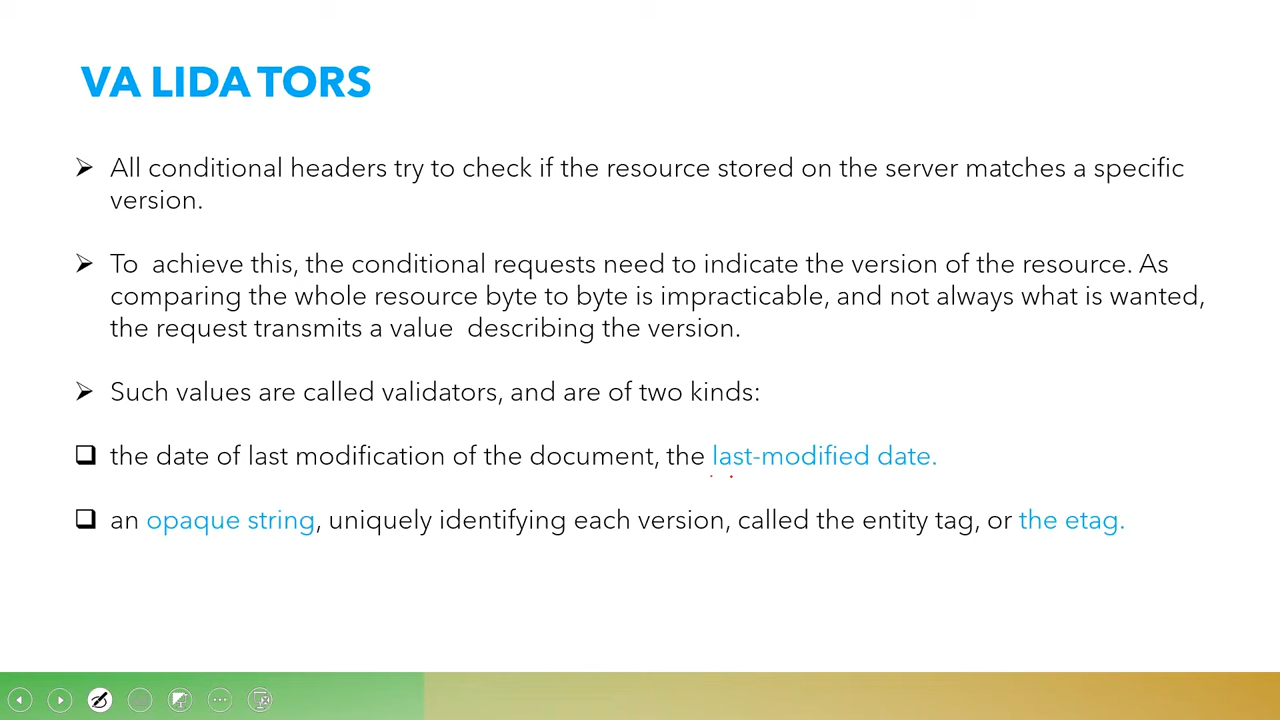 VA LIDA TORS
All conditional headers try to check if the resource stored on the server matches a specific
version.
To  achieve this, the conditional requests need to indicate the version of the resource. As
comparing the whole resource byte to byte is impracticable, and not always what is wanted,
the request transmits a value  describing the version.
Such values are called validators, and are of two kinds:
the date of last modification of the document, the last-modified date.
an opaque string, uniquely identifying each version, called the entity tag, or the etag.